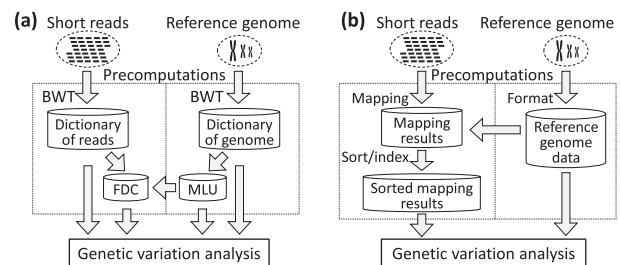 (a) Short reads Reference genome
Precomputations
BWT BWT
Dictionary of reads
Dictionary of genome
FDC MLU
Genetic variation analysis
(b) Short reads Reference genome
Precomputations
Mapping Format
Mapping results
Reference genome data
Sort/index
Sorted mapping results
Genetic variation analysis